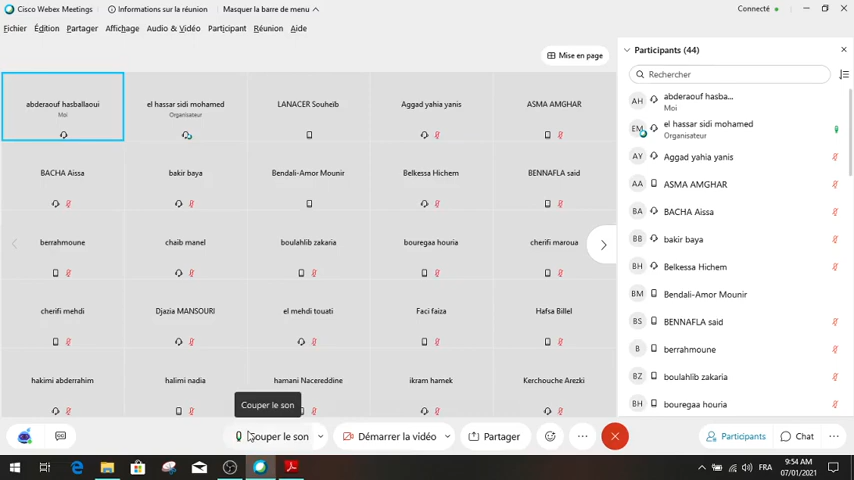 Cisco Webex Meetings
Informations sur la réunion
Masquer la barre de menu
Connecté
Fichier Édition Partager Affichage Audio & Vidéo Participant Réunion Aide
Mise en page
abderaouf hasballaoui
Moi
el hassar sidi mohamed
Organisateur
LANACER Souheïb
Aggad yahia yanis
ASMA AMGHAR
BACHA Aissa
bakir baya
Bendali-Amor Mounir
Belkessa Hichem
BENNAFLA said
berrahmoune
chaib manel
boulahlib zakaria
bouregaa houria
cherifi maroua
cherifi mehdi
Djazia MANSOURI
el mehdi touati
Faci faiza
Hafsa Billel
hakimi abderrahim
halimi nadia
hamani Nacereddine
ikram hamek
Kerchouche Arezki
Couper le son
Couper le son
Démarrer la vidéo
Partager
Participants (44)
Rechercher
AH abderaouf hasba...
Moi
EM el hassar sidi mohamed
Organisateur
AY Aggad yahia yanis
AA ASMA AMGHAR
BA BACHA Aissa
BB bakir baya
BH Belkessa Hichem
BM Bendali-Amor Mounir
BS BENNAFLA said
B berrahmoune
BZ boulahlib zakaria
BH bouregaa houria
Participants
Chat
FRA
9:54 AM
07/01/2021